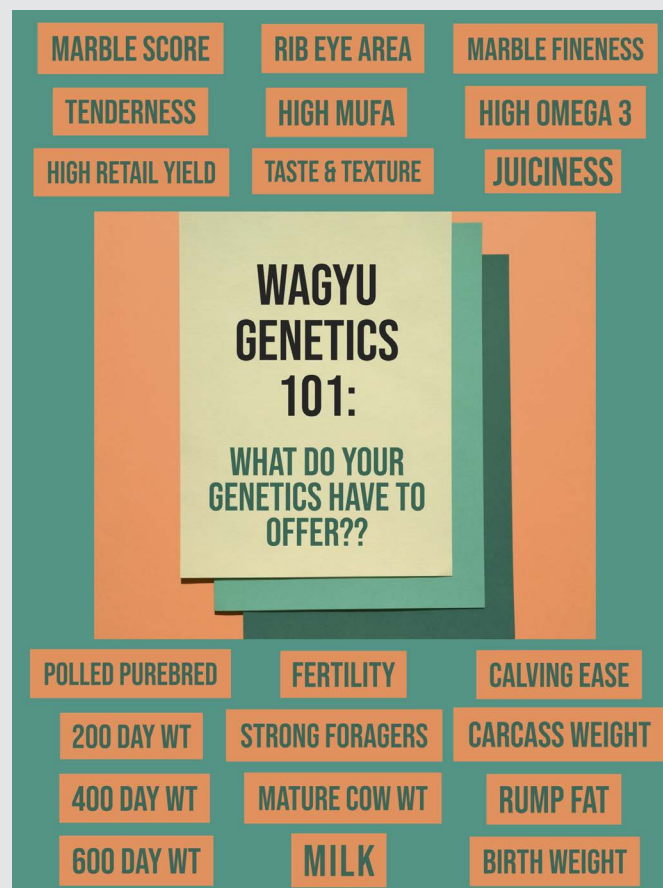 MARBLE SCORE
RIB EYE AREA
MARBLE FINENESS
TENDERNESS
HIGH MUFA
HIGH OMEGA 3
HIGH RETAIL YIELD
TASTE & TEXTURE
JUICINESS
WAGYU
GENETICS
101:
WHAT DO YOUR
GENETICS HAVE TO
OFFER??
POLLED PUREBRED
FERTILITY
CALVING EASE
200 DAY WT
STRONG FORAGERS
CARCASS WEIGHT
400 DAY WT
MATURE COW WT
RUMP FAT
600 DAY WT
MILK
BIRTH WEIGHT